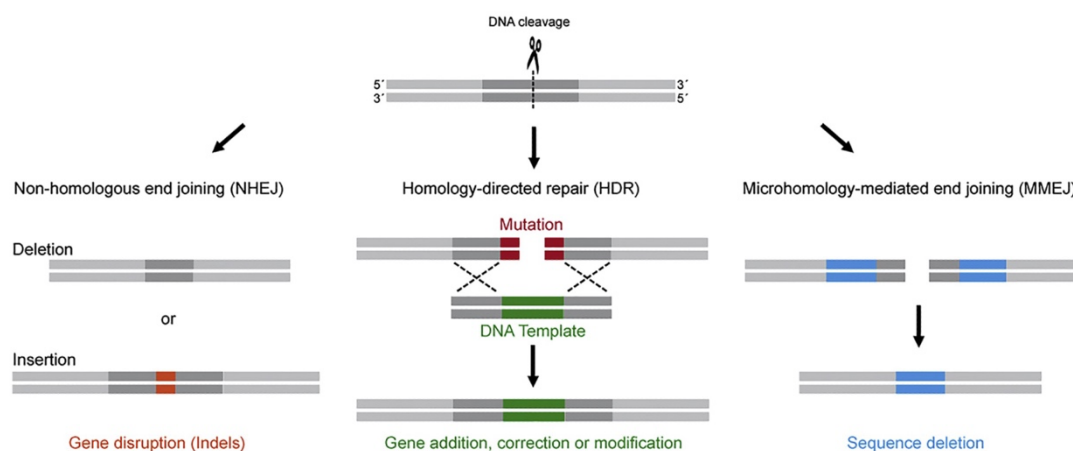 DNA cleavage
5´ 3´
3´ 5´
Non-homologous end joining (NHEJ)
Homology-directed repair (HDR)
Microhomology-mediated end joining (MMEJ)
Mutation
Deletion
DNA Template
or
Insertion
Gene disruption (Indels)
Gene addition, correction or modification
Sequence deletion